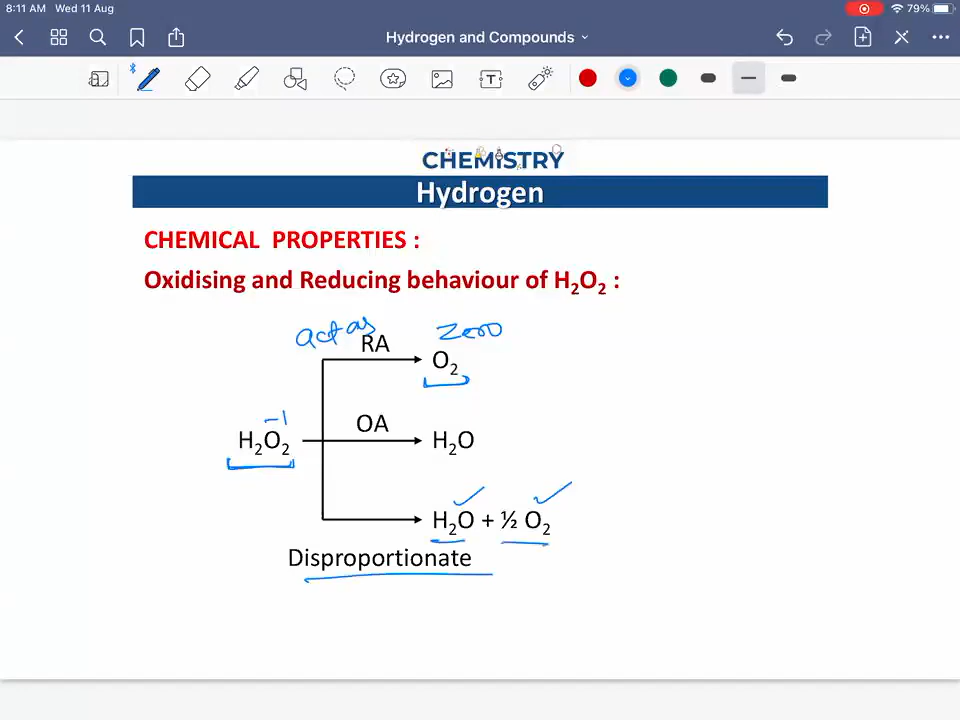 8:11 AM Wed 11 Aug
79%
Hydrogen and Compounds
T
CHEMISTRY
Hydrogen
CHEMICAL PROPERTIES :
Oxidising and Reducing behaviour of H₂O₂ :
act as zero
RA
O₂
-1
OA
H₂O₂
H₂O
H₂O + ½ O₂
Disproportionate